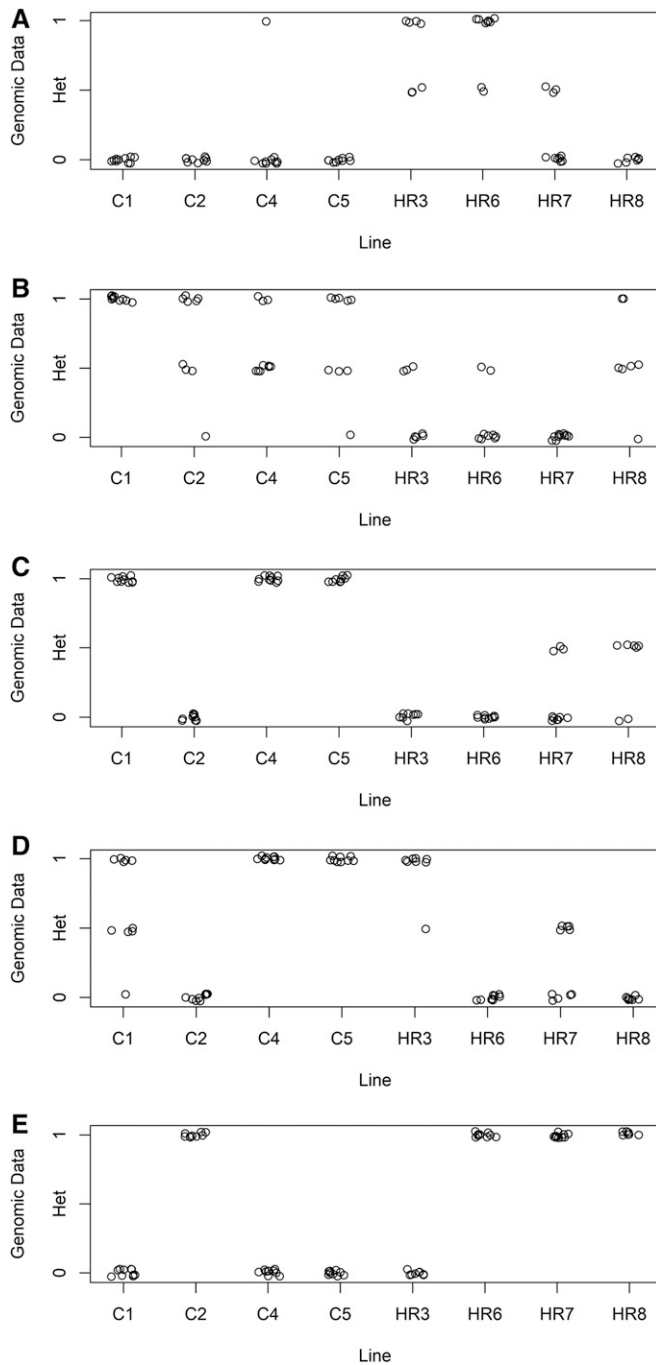 A
Genomic Data
1
Het
0
C1 C2 C4 C5 HR3 HR6 HR7 HR8
Line
B
Genomic Data
1
Het
0
C1 C2 C4 C5 HR3 HR6 HR7 HR8
Line
C
Genomic Data
1
Het
0
C1 C2 C4 C5 HR3 HR6 HR7 HR8
Line
D
Genomic Data
1
Het
0
C1 C2 C4 C5 HR3 HR6 HR7 HR8
Line
E
Genomic Data
1
Het
0
C1 C2 C4 C5 HR3 HR6 HR7 HR8
Line